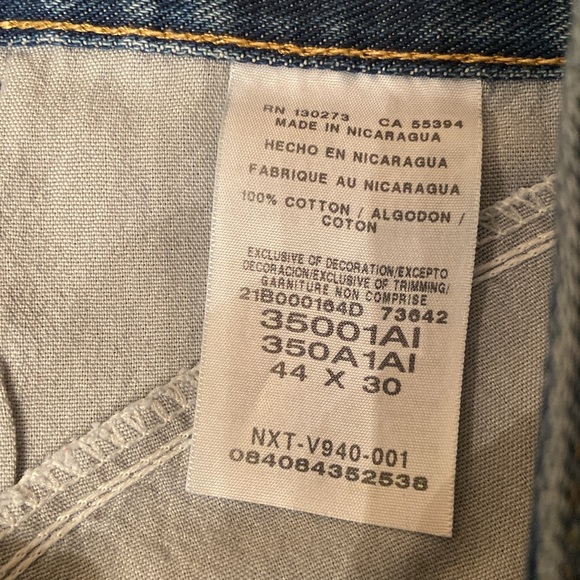 RN 130273 CA 55394
MADE IN NICARAGUA
HECHO EN NICARAGUA
FABRIQUE AU NICARAGUA
100% COTTON / ALGODON /
COTON
EXCLUSIVE OF DECORATION/EXCEPTO
DECORACION/EXCLUSIVE OF TRIMMING/
GARNITURE NON COMPRISE
21B000164D 73642
35001AI
350A1AI
44 X 30
NXT-V940-001
084084352538